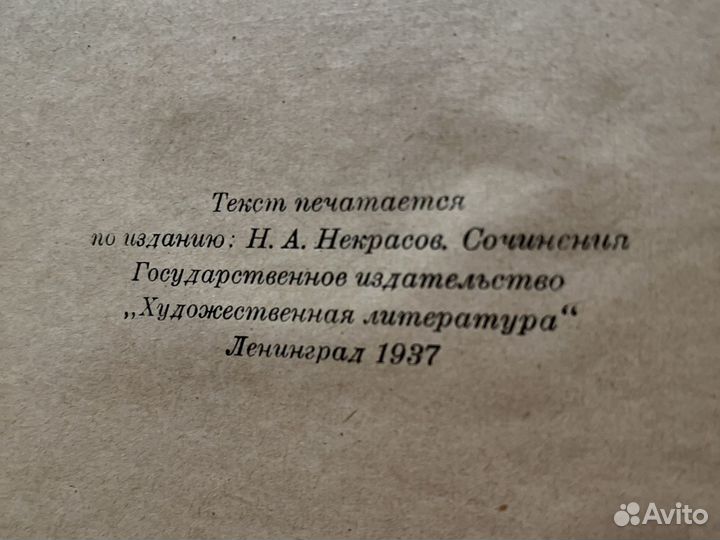 Текст печатается
по изданию: Н. А. Некрасов. Сочинения
Государственное издательство
„Художественная литература“
Ленинград 1937
Avito